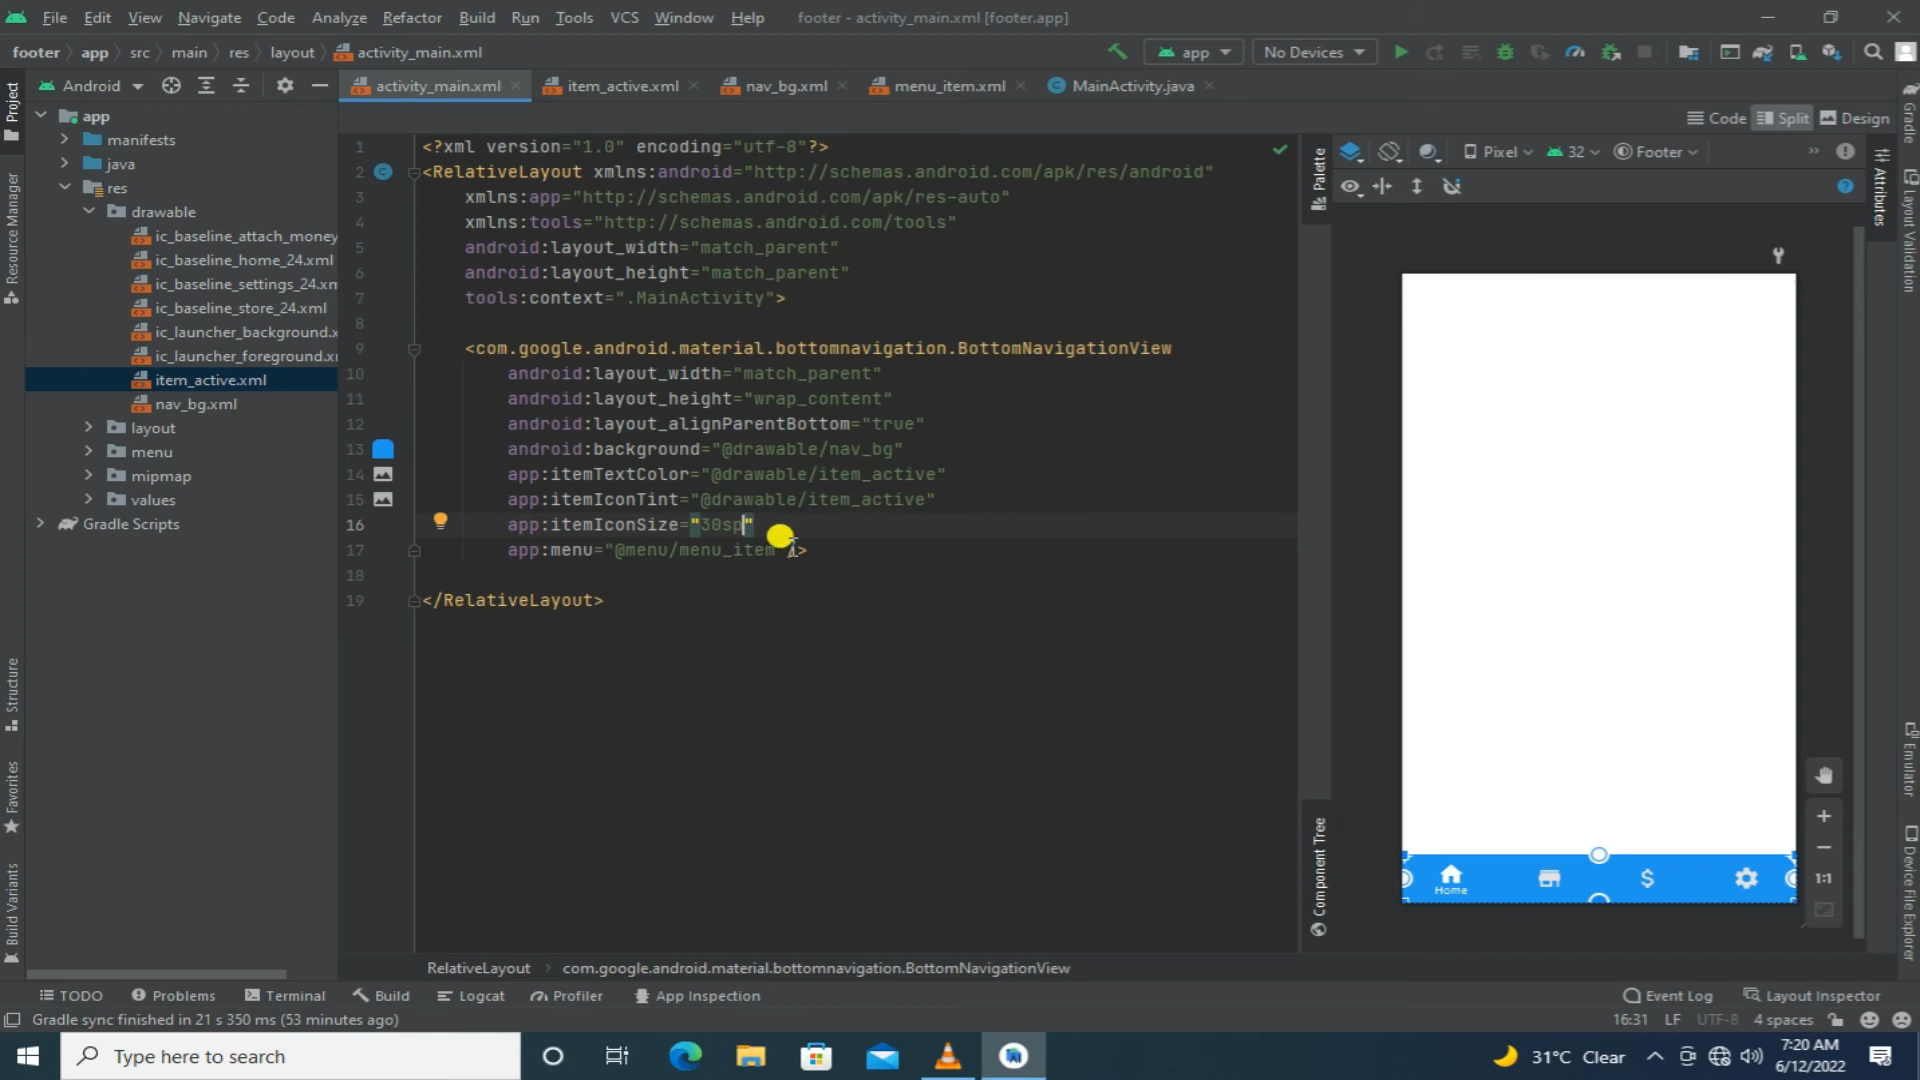 File Edit View Navigate Code Analyze Refactor Build Run Tools VCS Window Help footer - activity_main.xml [footer.app]
footer app src main res layout activity_main.xml app No Devices
Project Android activity_main.xml item_active.xml nav_bg.xml menu_item.xml MainActivity.java Gradle
Code Split Design
app
manifests
java
res
drawable
ic_baseline_attach_money
ic_baseline_home_24.xml
ic_baseline_settings_24.xm
ic_baseline_store_24.xml
ic_launcher_background.x
ic_launcher_foreground.x
item_active.xml
nav_bg.xml
layout
menu
mipmap
values
Gradle Scripts
Resource Manager
Structure
Favorites
Build Variants
1 <?xml version="1.0" encoding="utf-8"?>
2 <RelativeLayout xmlns:android="http://schemas.android.com/apk/res/android"
3 xmlns:app="http://schemas.android.com/apk/res-auto"
4 xmlns:tools="http://schemas.android.com/tools"
5 android:layout_width="match_parent"
6 android:layout_height="match_parent"
7 tools:context=".MainActivity">
8
9 <com.google.android.material.bottomnavigation.BottomNavigationView
10 android:layout_width="match_parent"
11 android:layout_height="wrap_content"
12 android:layout_alignParentBottom="true"
13 android:background="@drawable/nav_bg"
14 app:itemTextColor="@drawable/item_active"
15 app:itemIconTint="@drawable/item_active"
16 app:itemIconSize="30sp"
17 app:menu="@menu/menu_item" />
18
19 </RelativeLayout>
Palette
Pixel 32 Footer
Attributes
Layout Validation
Emulator
Device File Explorer
Component Tree
Home
1:1
RelativeLayout com.google.android.material.bottomnavigation.BottomNavigationView
TODO Problems Terminal Build Logcat Profiler App Inspection Event Log Layout Inspector
Gradle sync finished in 21 s 350 ms (53 minutes ago) 16:31 LF UTF-8 4 spaces
Type here to search 31°C Clear 7:20 AM
6/12/2022